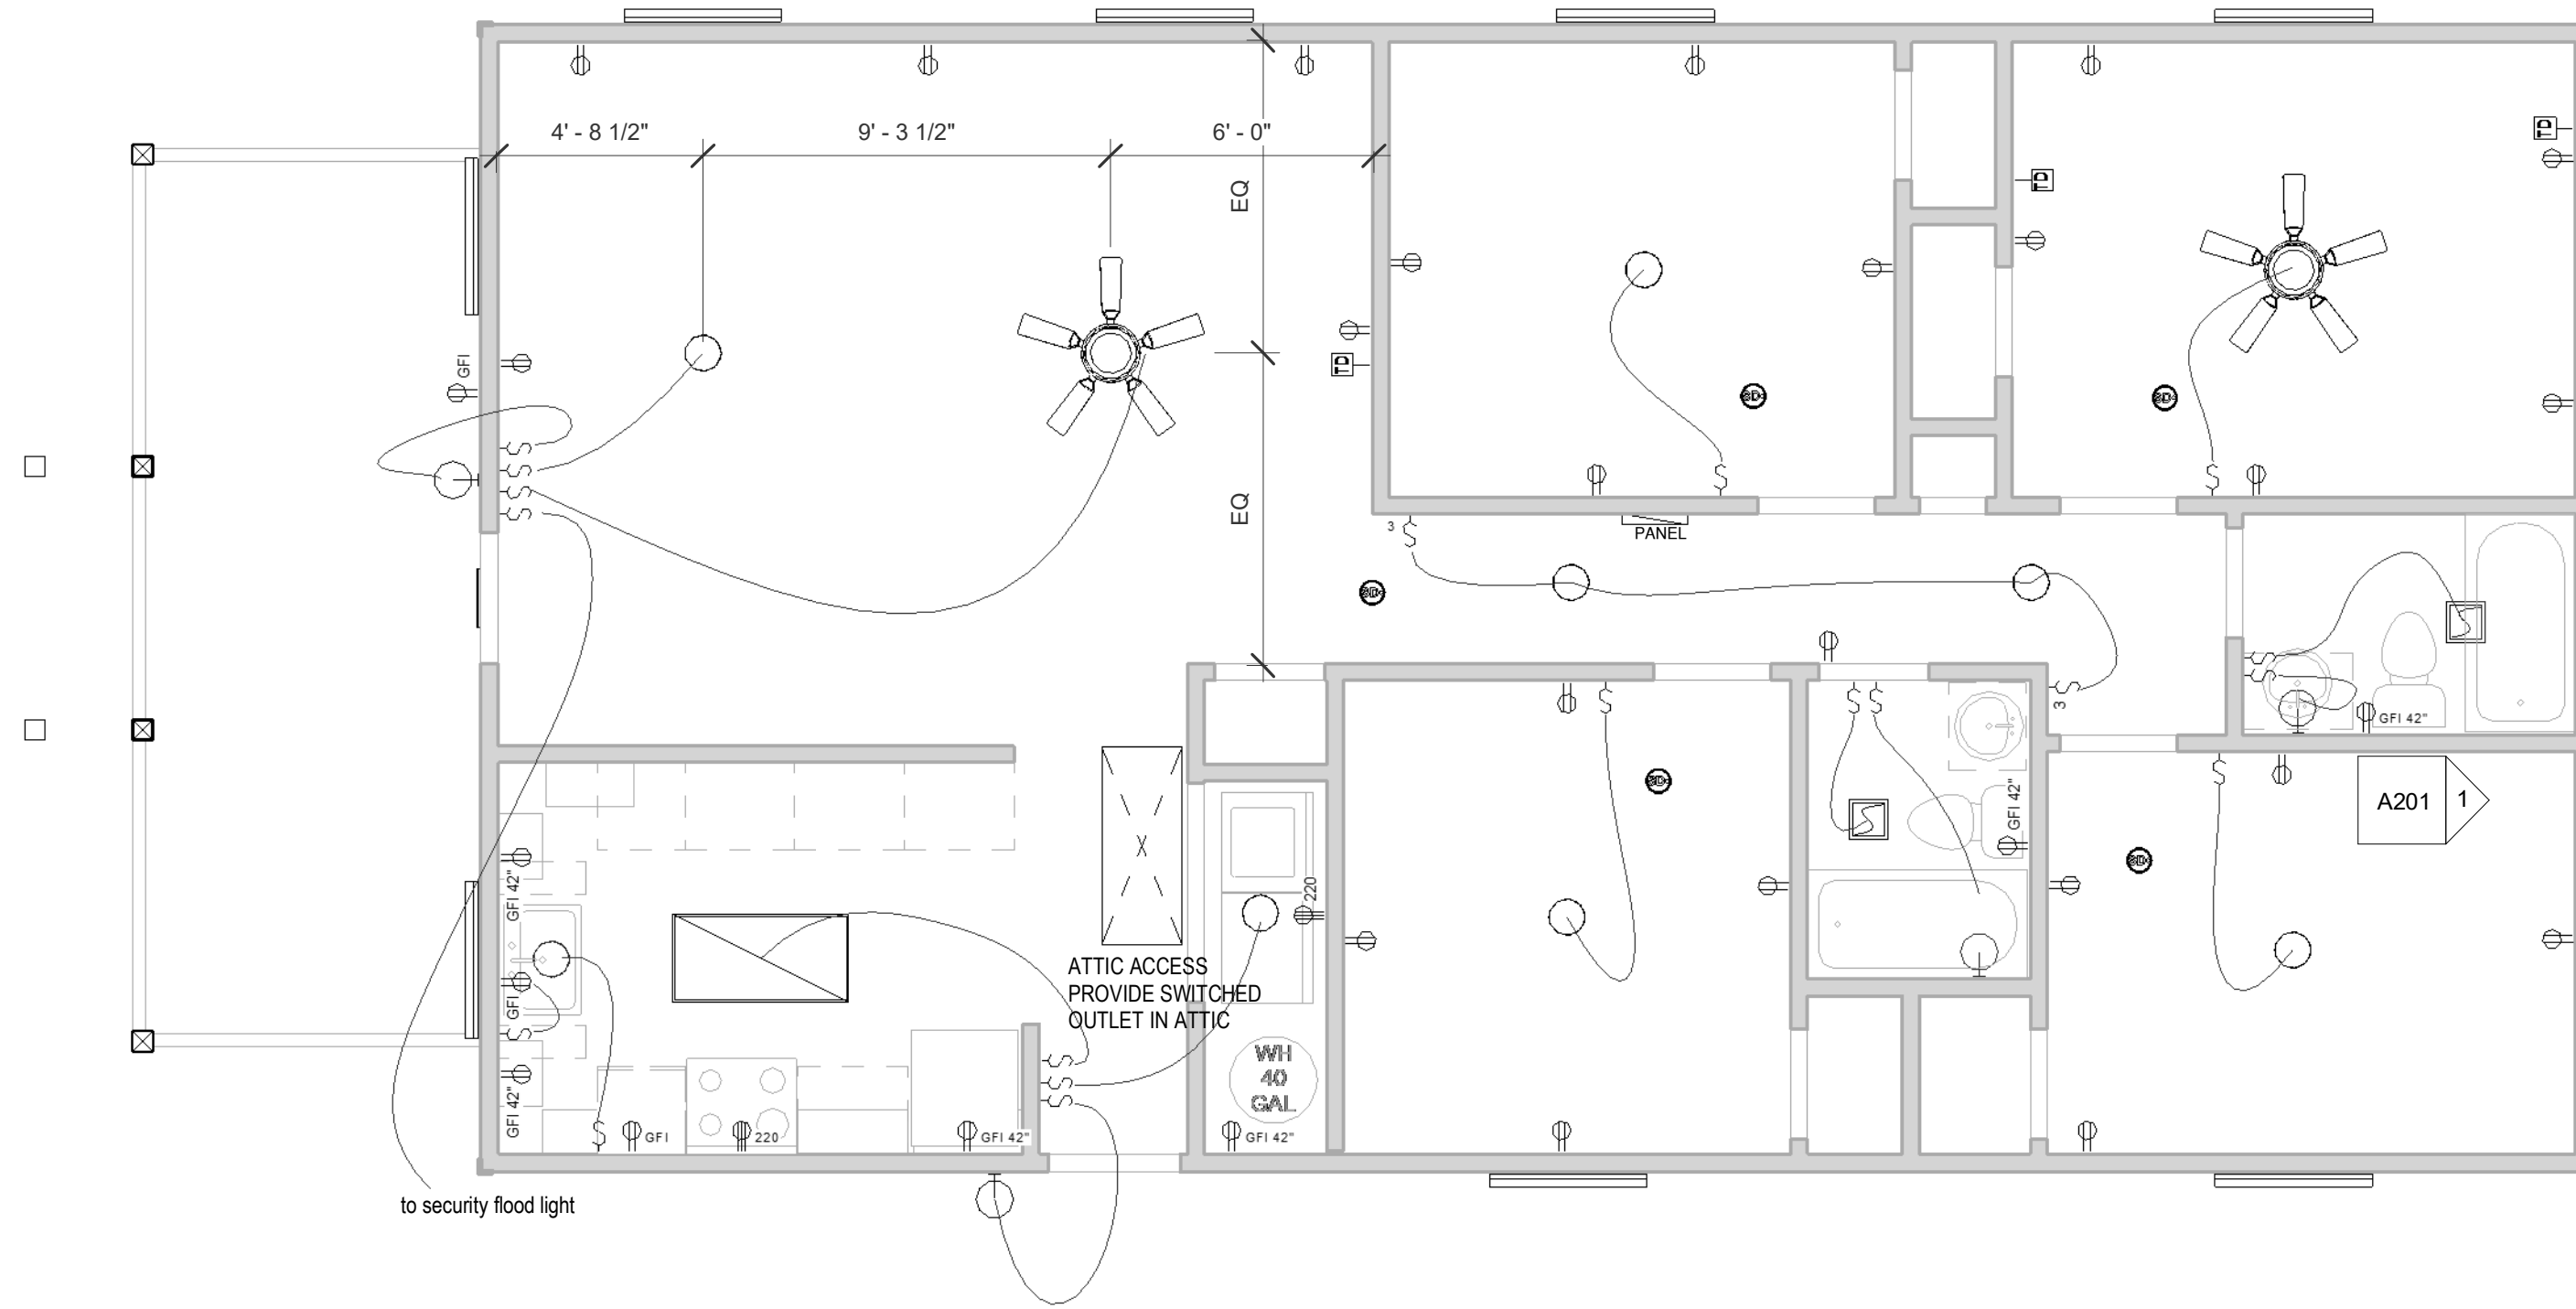 4' - 8 1/2"
9' - 3 1/2"
6' - 0"
TD
TD
EQ
GFI
TD
SD
SD
EQ
3
PANEL
SD
3
GFI 42"
SD
A201
1
GFI 42"
SD
GFI 42"
220
ATTIC ACCESS
PROVIDE SWITCHED
OUTLET IN ATTIC
GFI
WH
40
GAL
GFI 42"
GFI
220
GFI 42"
GFI 42"
to security flood light